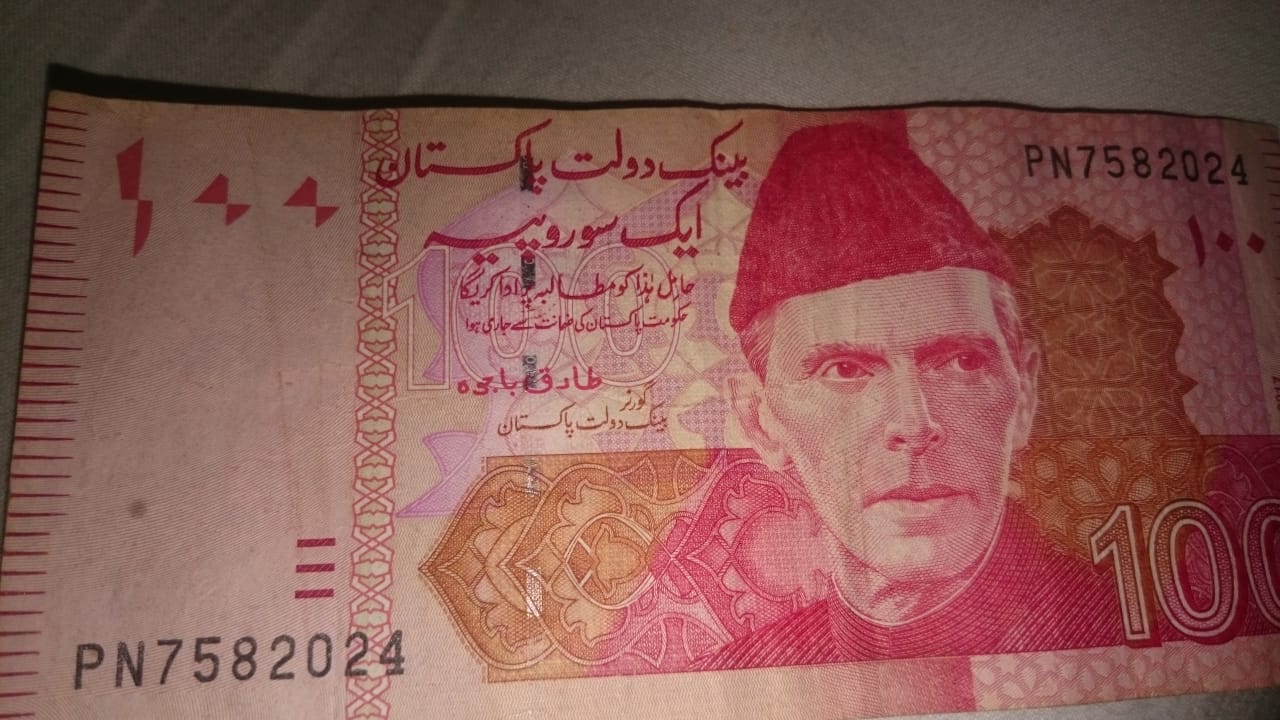 بینک دولت پاکستان
PN7582024
ایک سو روپیہ
۱۰۰
حامل ہذا کو مطالبہ پر ادا کریگا
100
حکومت پاکستان کی ضمانت سے جاری ہوا
طارق باجوہ
گورنر
بینک دولت پاکستان
100
PN7582024